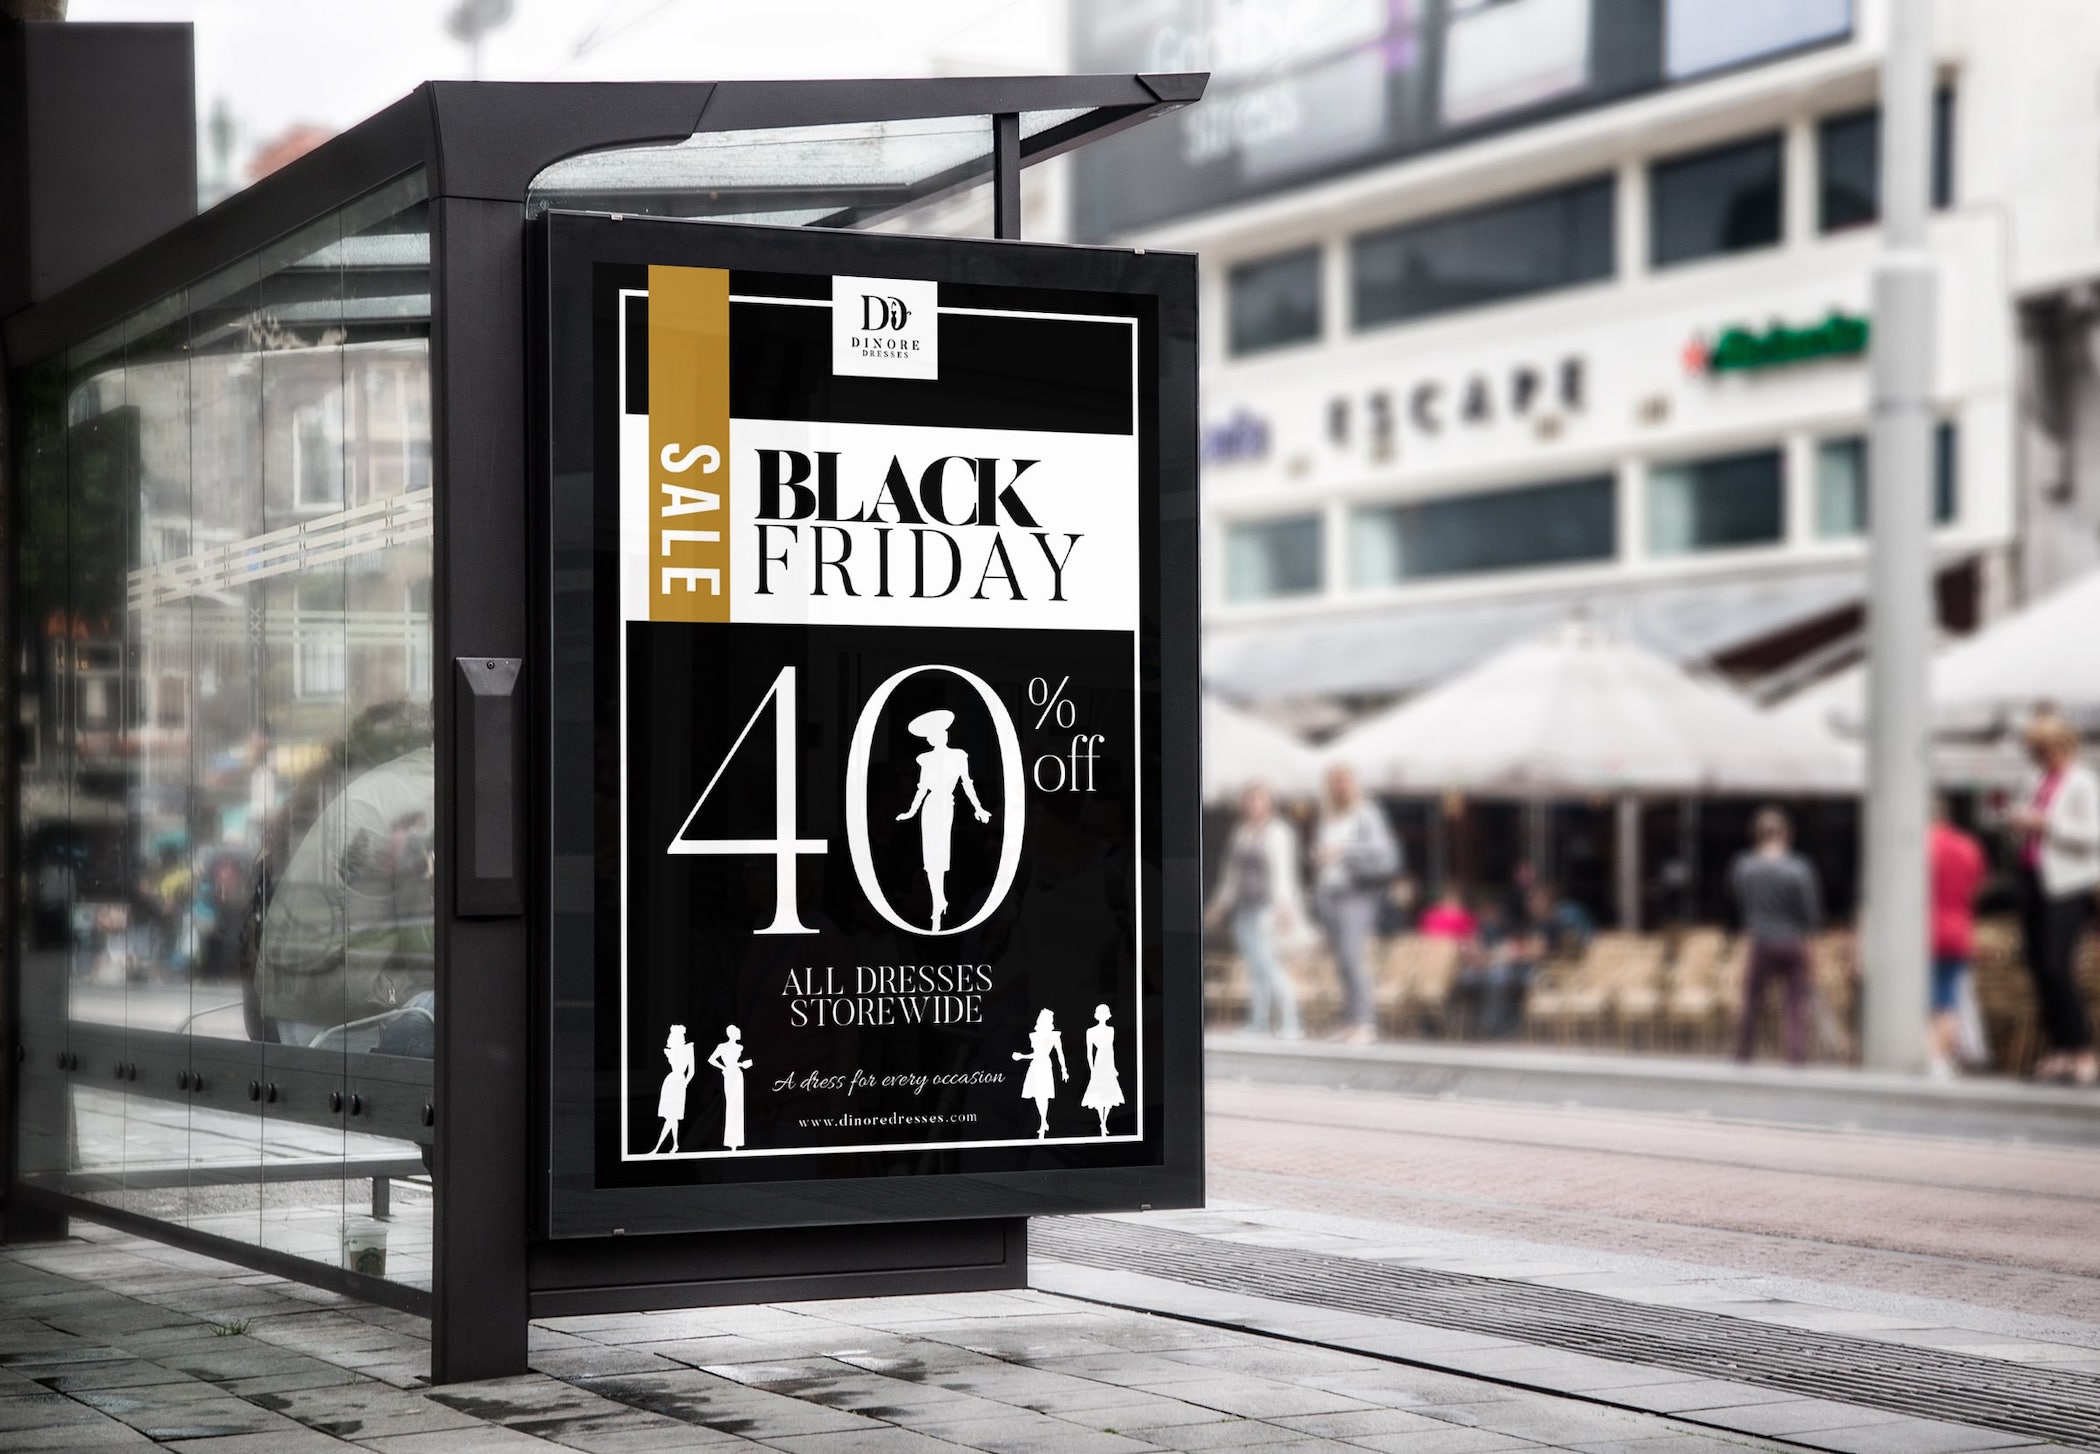 DD
DINORE
DRESSES
SALE
BLACK
FRIDAY
40
%
off
ALL DRESSES
STOREWIDE
A dress for every occasion
www.dinoredresses.com
ESCAPE
Heineken